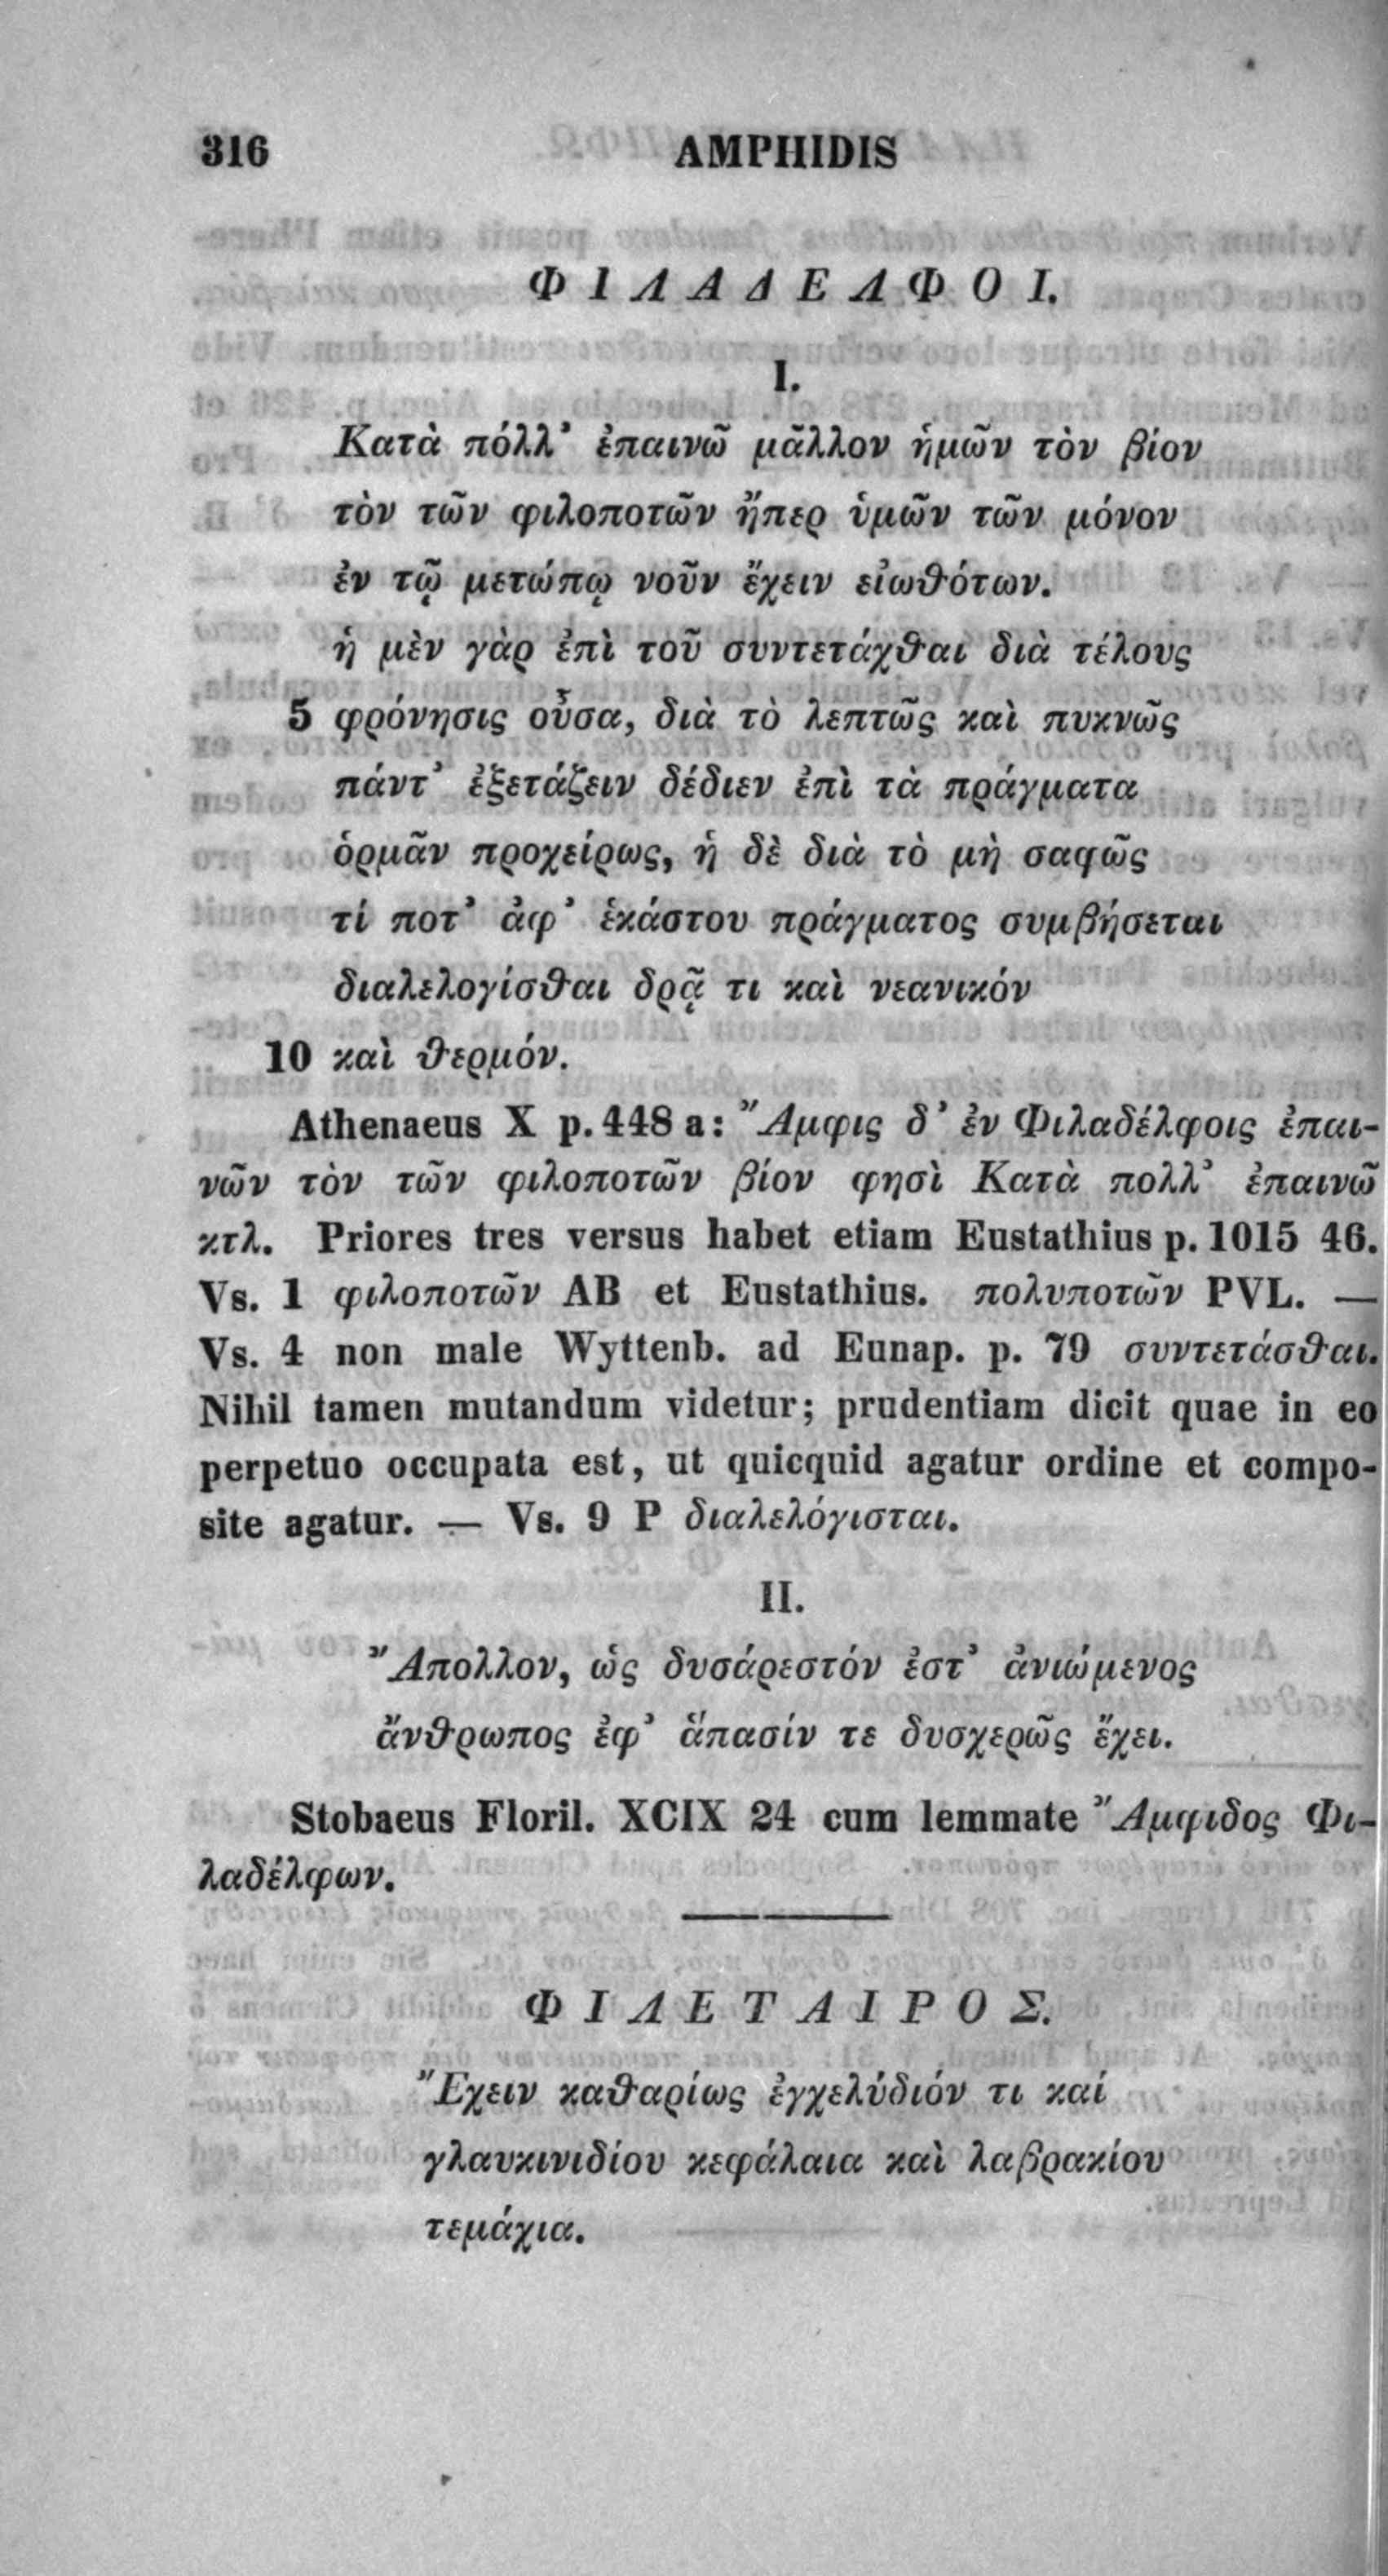 316 AMPHIDIS
ΦΙΛΑΔΕΛΦΟΙ.
I.
Κατὰ πόλλ’ ἐπαινῶ μᾶλλον ἡμῶν τὸν βίον
τὸν τῶν φιλοποτῶν ἤπερ ὑμῶν τῶν μόνον
ἐν τῷ μετώπῳ νοῦν ἔχειν εἰωθότων.
ἡ μὲν γὰρ ἐπὶ τοῦ συντετάχθαι διὰ τέλους
5 φρόνησις οὖσα, διὰ τὸ λεπτῶς καὶ πυκνῶς
πάντ’ ἐξετάζειν δέδιεν ἐπὶ τὰ πράγματα
ὁρμᾶν προχείρως, ἡ δὲ διὰ τὸ μὴ σαφῶς
τί ποτ’ ἀφ’ ἑκάστου πράγματος συμβήσεται
διαλελογίσθαι δρᾷ τι καὶ νεανικόν
10 καὶ θερμόν.
Athenaeus X p. 448 a: Ἄμφις δ’ ἐν Φιλαδέλφοις ἐπαι-
νῶν τὸν τῶν φιλοποτῶν βίον φησὶ Κατὰ πολλ’ ἐπαινῶ
κτλ. Priores tres versus habet etiam Eustathius p. 1015 46.
Vs. 1 φιλοποτῶν AB et Eustathius. πολυποτῶν PVL. —
Vs. 4 non male Wyttenb. ad Eunap. p. 79 συντετάσθαι.
Nihil tamen mutandum videtur; prudentiam dicit quae in eo
perpetuo occupata est, ut quicquid agatur ordine et compo-
site agatur. — Vs. 9 P διαλελόγισται.
II.
Ἄπολλον, ὡς δυσάρεστόν ἐστ’ ἀνιώμενος
ἄνθρωπος ἐφ’ ἅπασίν τε δυσχερῶς ἔχει.
Stobaeus Floril. XCIX 24 cum lemmate Ἄμφιδος Φι-
λαδέλφων.
ΦΙΛΕΤΑΙΡΟΣ.
Ἔχειν καθαρίως ἐγχελύδιόν τι καί
γλαυκινιδίου κεφάλαια καὶ λαβρακίου
τεμάχια.